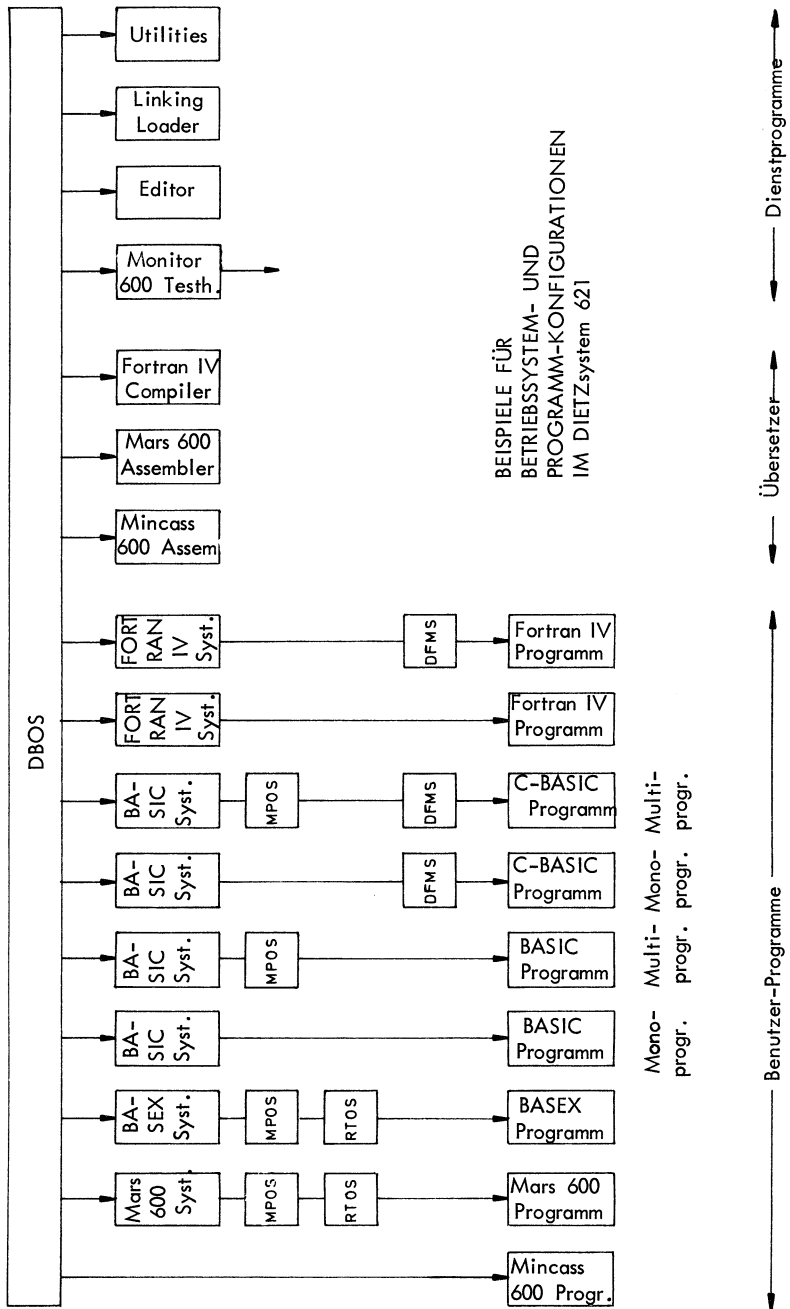 DBOS
Utilities
Linking
Loader
Editor
Monitor
600 Testh.
Fortran IV
Compiler
Mars 600
Assembler
Mincass
600 Assem
FORT
RAN
IV
Syst.
DFMS
Fortran IV
Programm
FORT
RAN
IV
Syst.
Fortran IV
Programm
BA-
SIC
Syst.
MPOS
DFMS
C-BASIC
Programm
Multi-
progr.
BA-
SIC
Syst.
DFMS
C-BASIC
Programm
Mono-
progr.
BA-
SIC
Syst.
MPOS
BASIC
Programm
Multi-
progr.
BA-
SIC
Syst.
BASIC
Programm
Mono-
progr.
BA-
SEX
Syst.
MPOS
RTOS
BASEX
Programm
Mars
600
Syst.
MPOS
RTOS
Mars 600
Programm
Mincass
600 Progr.
BEISPIELE FÜR
BETRIEBSSYSTEM- UND
PROGRAMM-KONFIGURATIONEN
IM DIETZsystem 621
Dienstprogramme
Übersetzer
Benutzer-Programme